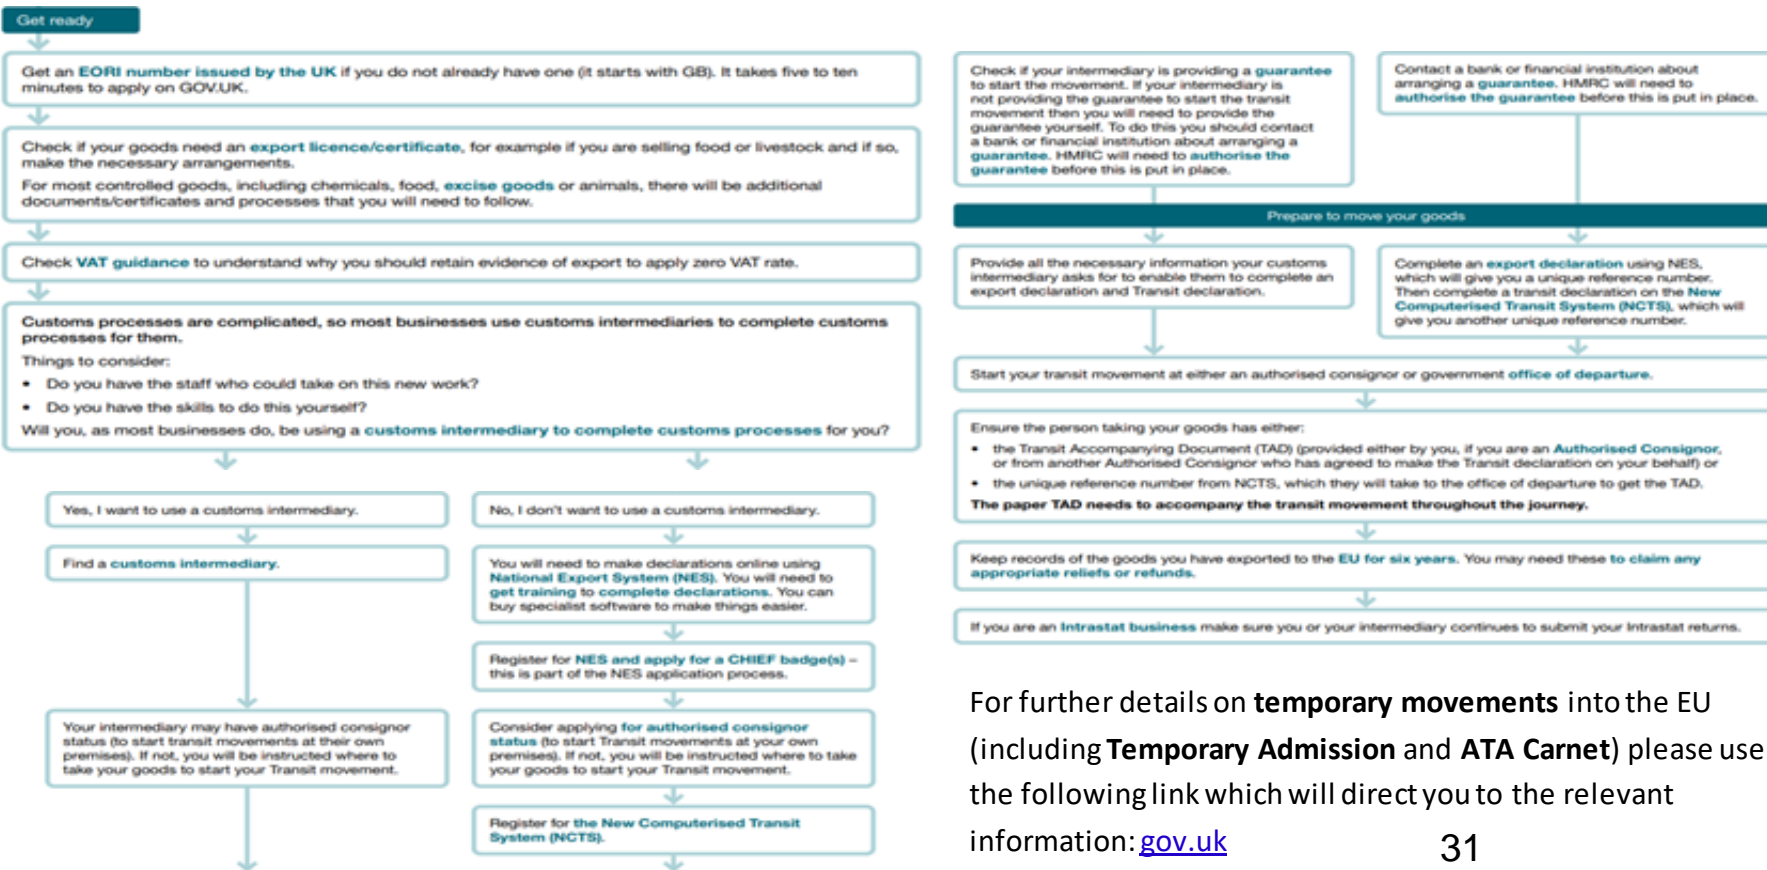 Get ready
Get an EORI number issued by the UK if you do not already have one (it starts with GB). It takes five to ten
minutes to apply on GOV.UK.
Check if your goods need an export licence/certificate, for example if you are selling food or livestock and if so,
make the necessary arrangements.
For most controlled goods, including chemicals, food, excise goods or animals, there will be additional
documents/certificates and processes that you will need to follow.
Check VAT guidance to understand why you should retain evidence of export to apply zero VAT rate.
Customs processes are complicated, so most businesses use customs intermediaries to complete customs
processes for them.
Things to consider:
• Do you have the staff who could take on this new work?
• Do you have the skills to do this yourself?
Will you, as most businesses do, be using a customs intermediary to complete customs processes for you?
Yes, I want to use a customs intermediary.
Find a customs intermediary.
Your intermediary may have authorised consignor
status (to start transit movements at their own
premises). If not, you will be instructed where to
take your goods to start your Transit movement.
No, I don't want to use a customs intermediary.
You will need to make declarations online using
National Export System (NES). You will need to
get training to complete declarations. You can
buy specialist software to make things easier.
Register for NES and apply for a CHIEF badge(s) –
this is part of the NES application process.
Consider applying for authorised consignor
status (to start Transit movements at your own
premises). If not, you will be instructed where to take
your goods to start your Transit movement.
Register for the New Computerised Transit
System (NCTS).
Check if your intermediary is providing a guarantee
to start the movement. If your intermediary is
not providing the guarantee to start the transit
movement then you will need to provide the
guarantee yourself. To do this you should contact
a bank or financial institution about arranging a
guarantee. HMRC will need to authorise the
guarantee before this is put in place.
Contact a bank or financial institution about
arranging a guarantee. HMRC will need to
authorise the guarantee before this is put in place.
Prepare to move your goods
Provide all the necessary information your customs
intermediary asks for to enable them to complete an
export declaration and Transit declaration.
Complete an export declaration using NES,
which will give you a unique reference number.
Then complete a transit declaration on the New
Computerised Transit System (NCTS), which will
give you another unique reference number.
Start your transit movement at either an authorised consignor or government office of departure.
Ensure the person taking your goods has either:
• the Transit Accompanying Document (TAD) (provided either by you, if you are an Authorised Consignor,
or from another Authorised Consignor who has agreed to make the Transit declaration on your behalf) or
• the unique reference number from NCTS, which they will take to the office of departure to get the TAD.
The paper TAD needs to accompany the transit movement throughout the journey.
Keep records of the goods you have exported to the EU for six years. You may need these to claim any
appropriate reliefs or refunds.
If you are an Intrastat business make sure you or your intermediary continues to submit your Intrastat returns.
For further details on temporary movements into the EU
(including Temporary Admission and ATA Carnet) please use
the following link which will direct you to the relevant
information: gov.uk
31